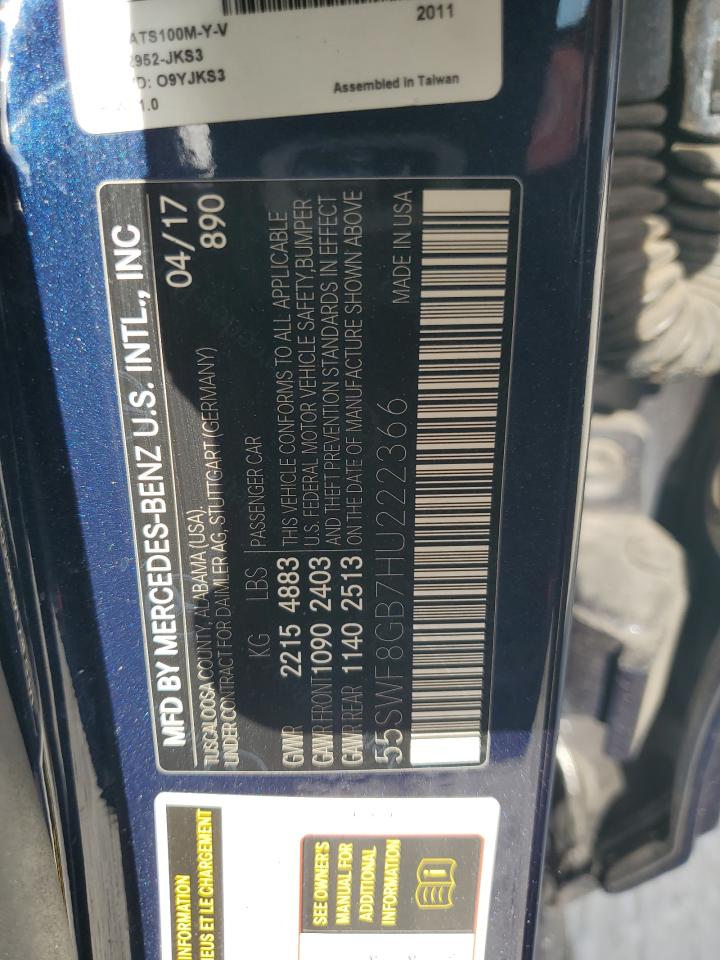 ATS100M-Y-V
2952-JKS3
D: O9YJKS3
1.0
2011
Assembled in Taiwan
MFD BY MERCEDES-BENZ U.S. INTL., INC 04/17
TUSCALOOSA COUNTY, ALABAMA (USA), 890
UNDER CONTRACT FOR DAIMLER AG, STUTTGART (GERMANY)
KG LBS PASSENGER CAR
GVWR 2215 4883 THIS VEHICLE CONFORMS TO ALL APPLICABLE
GAWR FRONT 1090 2403 U.S. FEDERAL MOTOR VEHICLE SAFETY, BUMPER
AND THEFT PREVENTION STANDARDS IN EFFECT
GAWR REAR 1140 2513 ON THE DATE OF MANUFACTURE SHOWN ABOVE
55SWF8GB7HU222366 MADE IN USA
INFORMATION
NEUS ET LE CHARGEMENT
SEE OWNER'S
MANUAL FOR
ADDITIONAL
INFORMATION